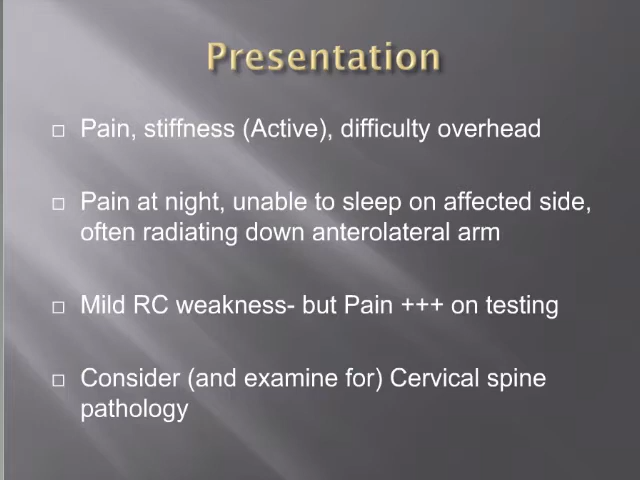 Presentation
Pain, stiffness (Active), difficulty overhead
Pain at night, unable to sleep on affected side,
often radiating down anterolateral arm
Mild RC weakness- but Pain +++ on testing
Consider (and examine for) Cervical spine
pathology